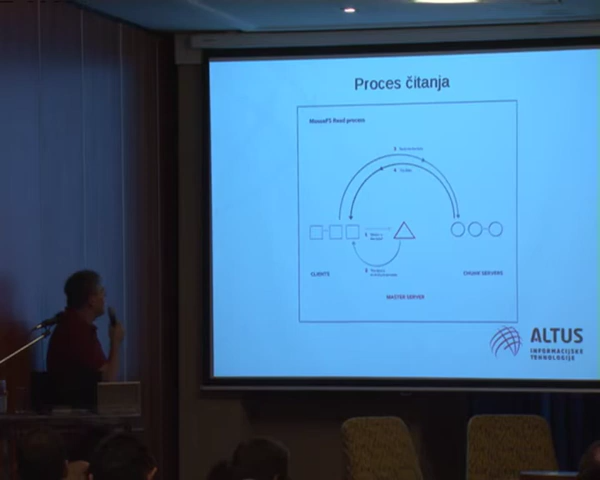 Proces čitanja
MooseFS Read process
CLIENTS
CHUNK SERVERS
MASTER SERVER
ALTUS
INFORMACIJSKE
TEHNOLOGIJE